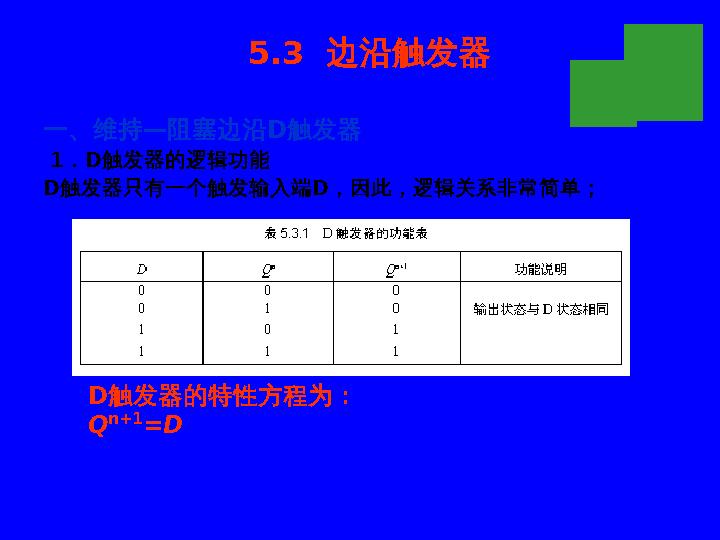 5.3 边沿触发器
一、维持—阻塞边沿D触发器
1．D触发器的逻辑功能
D触发器只有一个触发输入端D，因此，逻辑关系非常简单；
表 5.3.1 D 触发器的功能表
D Qⁿ Qⁿ⁺¹ 功能说明
0 0 0
0 1 0 输出状态与 D 状态相同
1 0 1
1 1 1
D触发器的特性方程为：
Qⁿ⁺¹=D